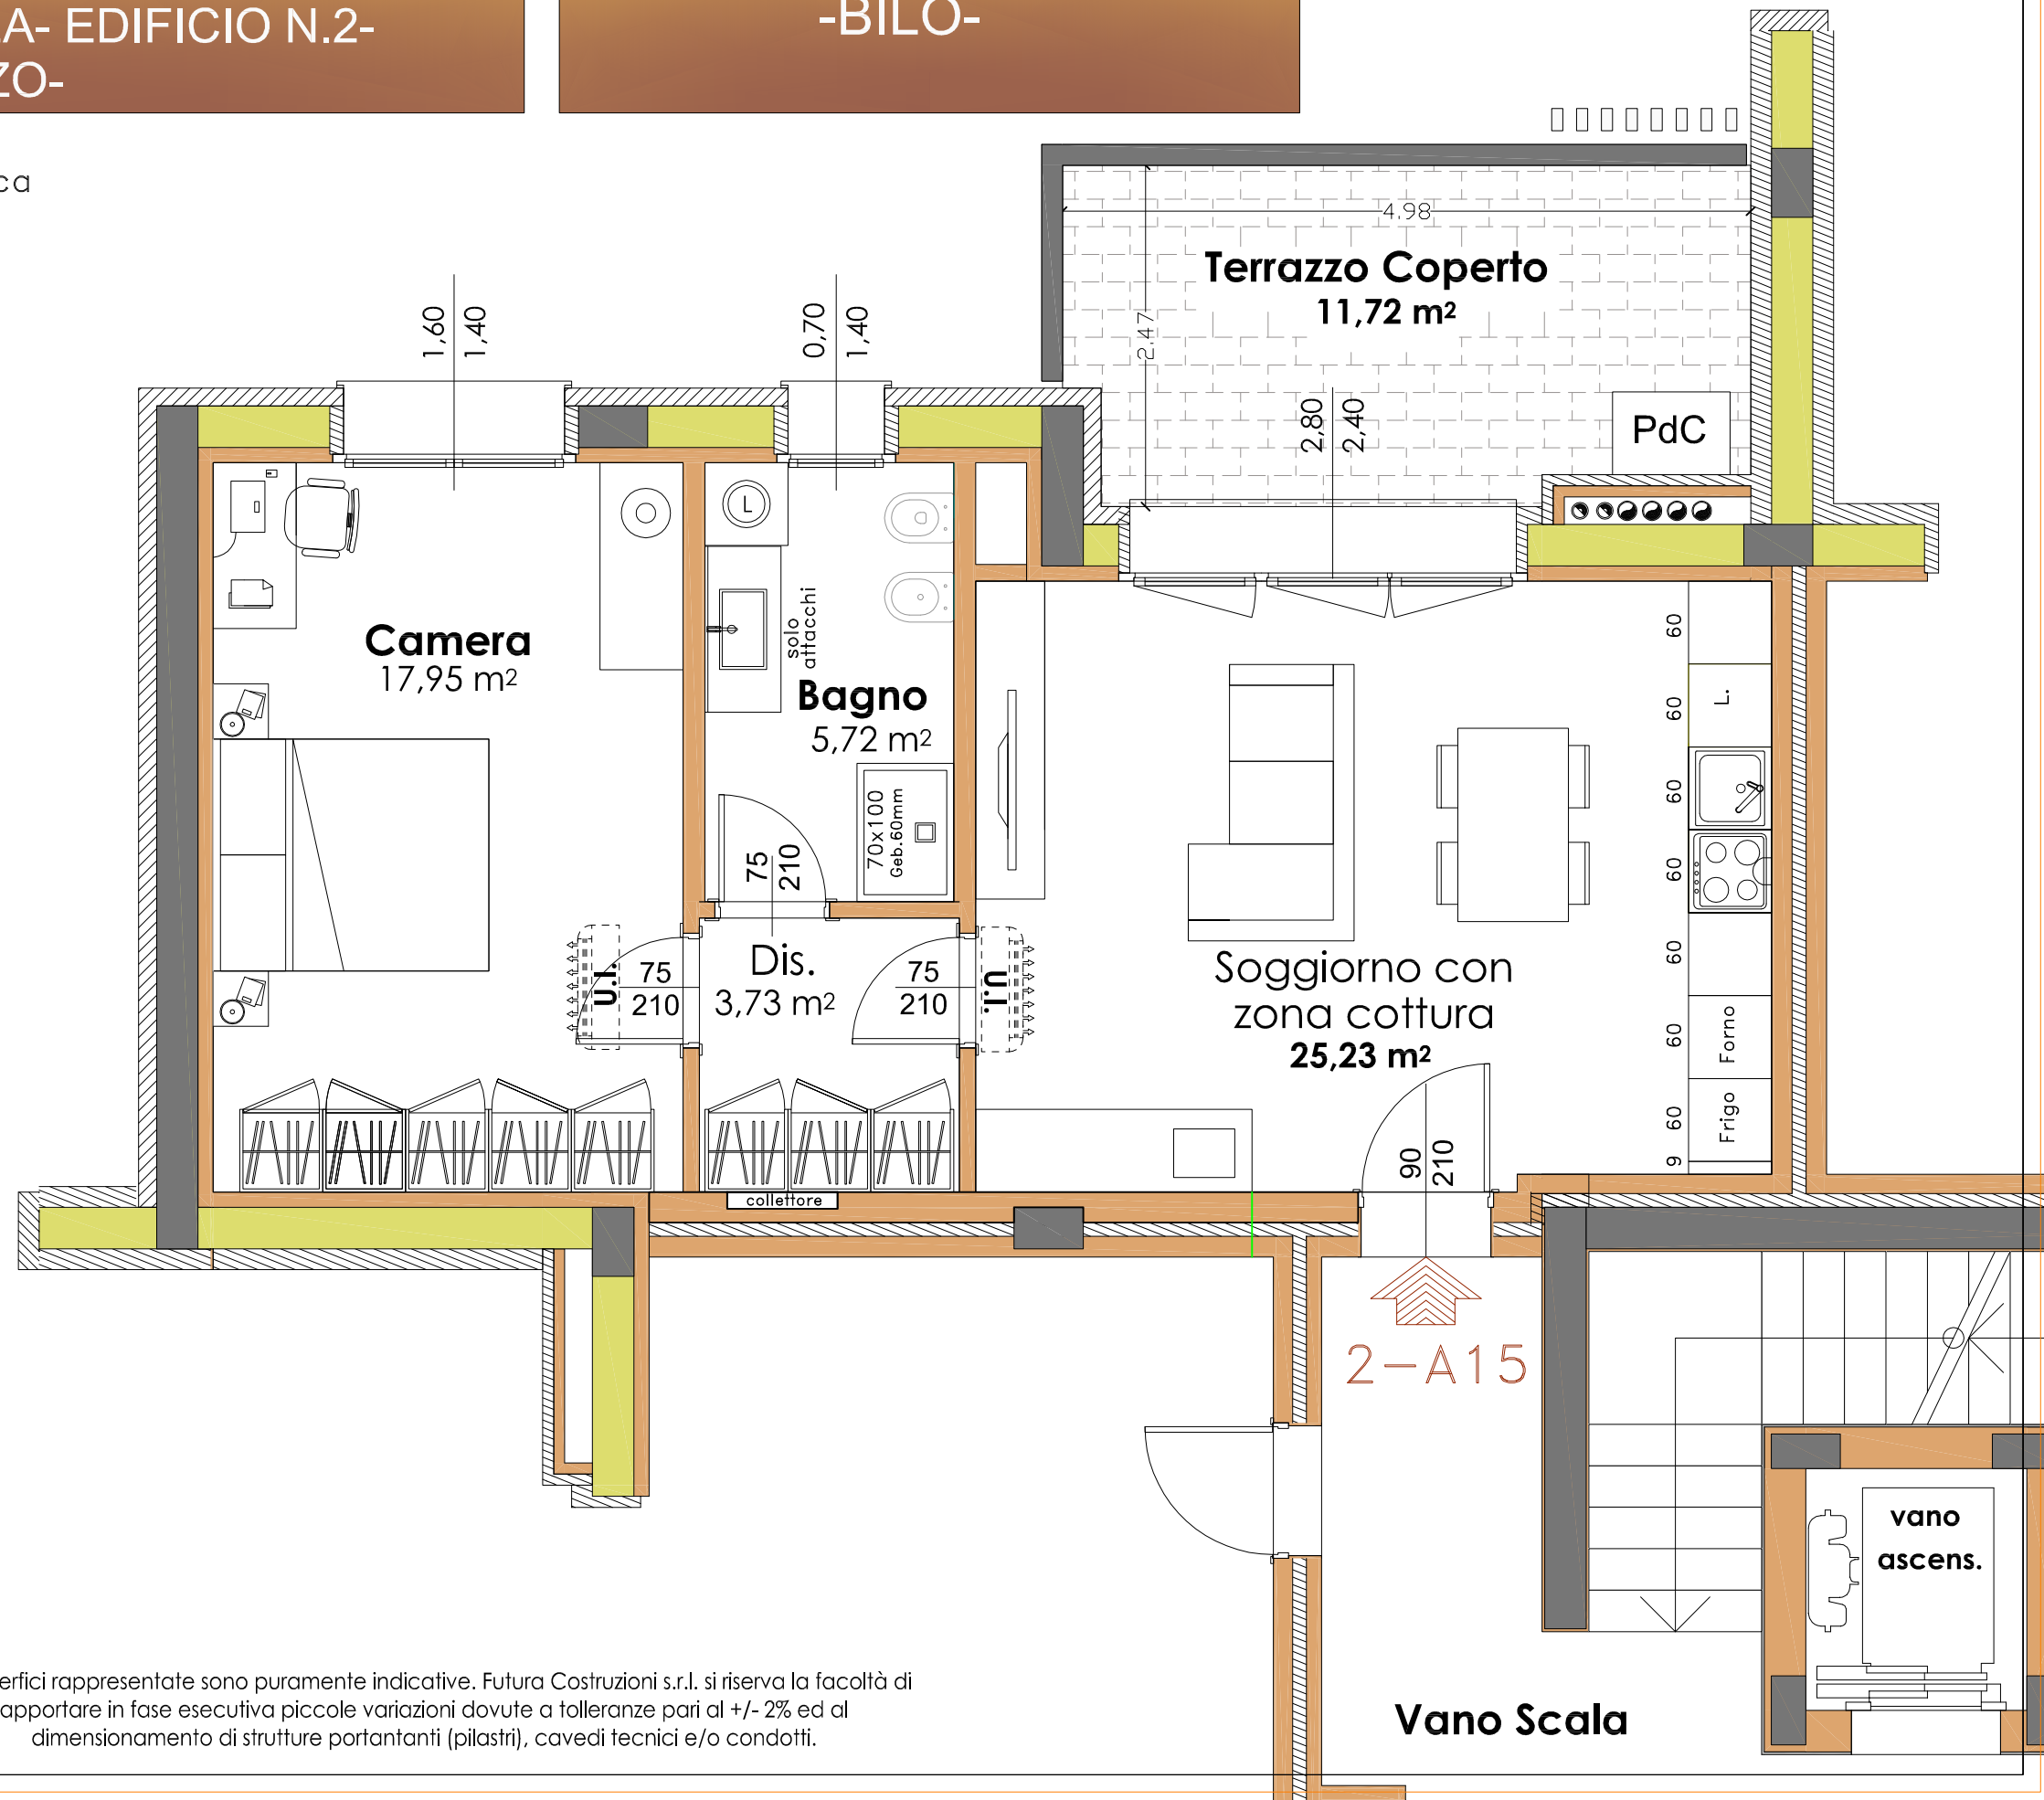 A- EDIFICIO N.2-
ZO-
-BILO-
ca
4.98
Terrazzo Coperto
11,72 m²
2.47
1,60
1,40
0,70
1,40
2,80
2,40
PdC
L
solo
attacchi
Camera
17,95 m²
Bagno
5,72 m²
70x100
Geb.60mm
75
210
60
60
L.
60
60
60
60
Forno
60
Frigo
9
Dis.
3,73 m²
U.I.
75
210
75
210
U.I.
Soggiorno con
zona cottura
25,23 m²
90
210
collettore
2-A15
vano
ascens.
Vano Scala
erfici rappresentate sono puramente indicative. Futura Costruzioni s.r.l. si riserva la facoltà di
apportare in fase esecutiva piccole variazioni dovute a tolleranze pari al +/- 2% ed al
dimensionamento di strutture portantanti (pilastri), cavedi tecnici e/o condotti.